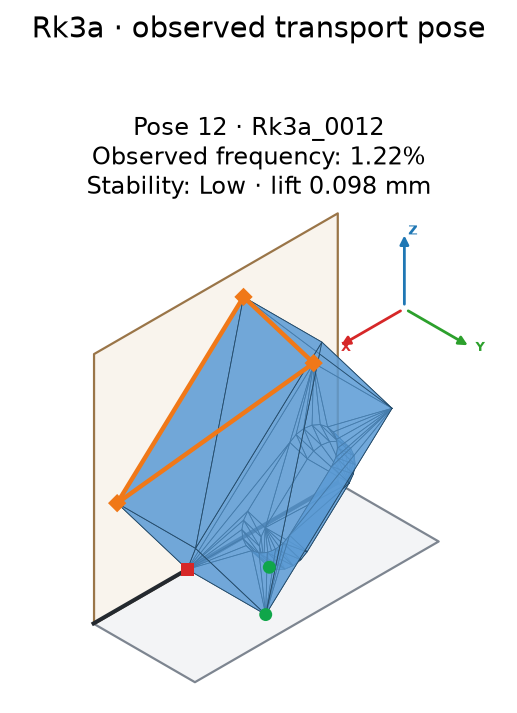 Rk3a · observed transport pose
Pose 12 · Rk3a_0012
Observed frequency: 1.22%
Stability: Low · lift 0.098 mm
Z
X
Y